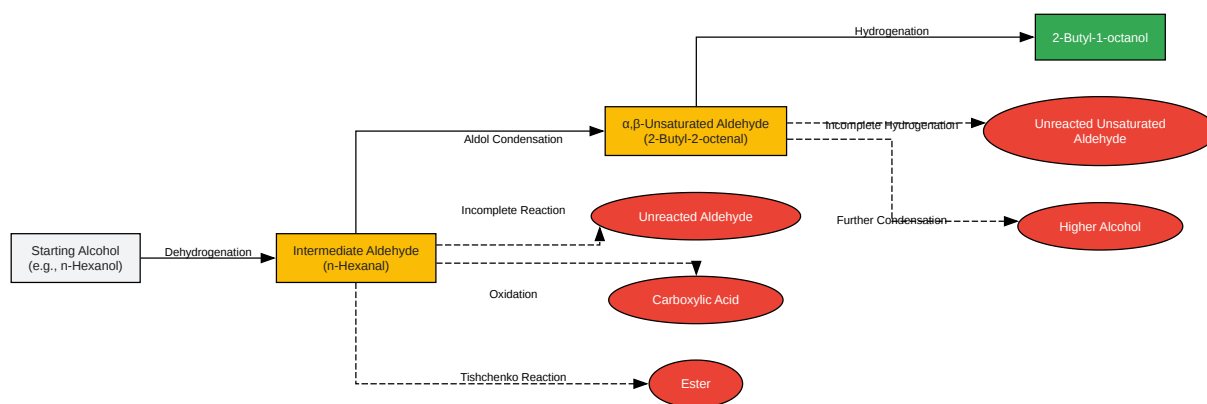 Hydrogenation
2-Butyl-1-octanol
α,β-Unsaturated Aldehyde
(2-Butyl-2-octenal)
Aldol Condensation
Incomplete Hydrogenation
Unreacted Unsaturated
Aldehyde
Incomplete Reaction
Unreacted Aldehyde
Further Condensation
Higher Alcohol
Starting Alcohol
(e.g., n-Hexanol)
Dehydrogenation
Intermediate Aldehyde
(n-Hexanal)
Oxidation
Carboxylic Acid
Tishchenko Reaction
Ester